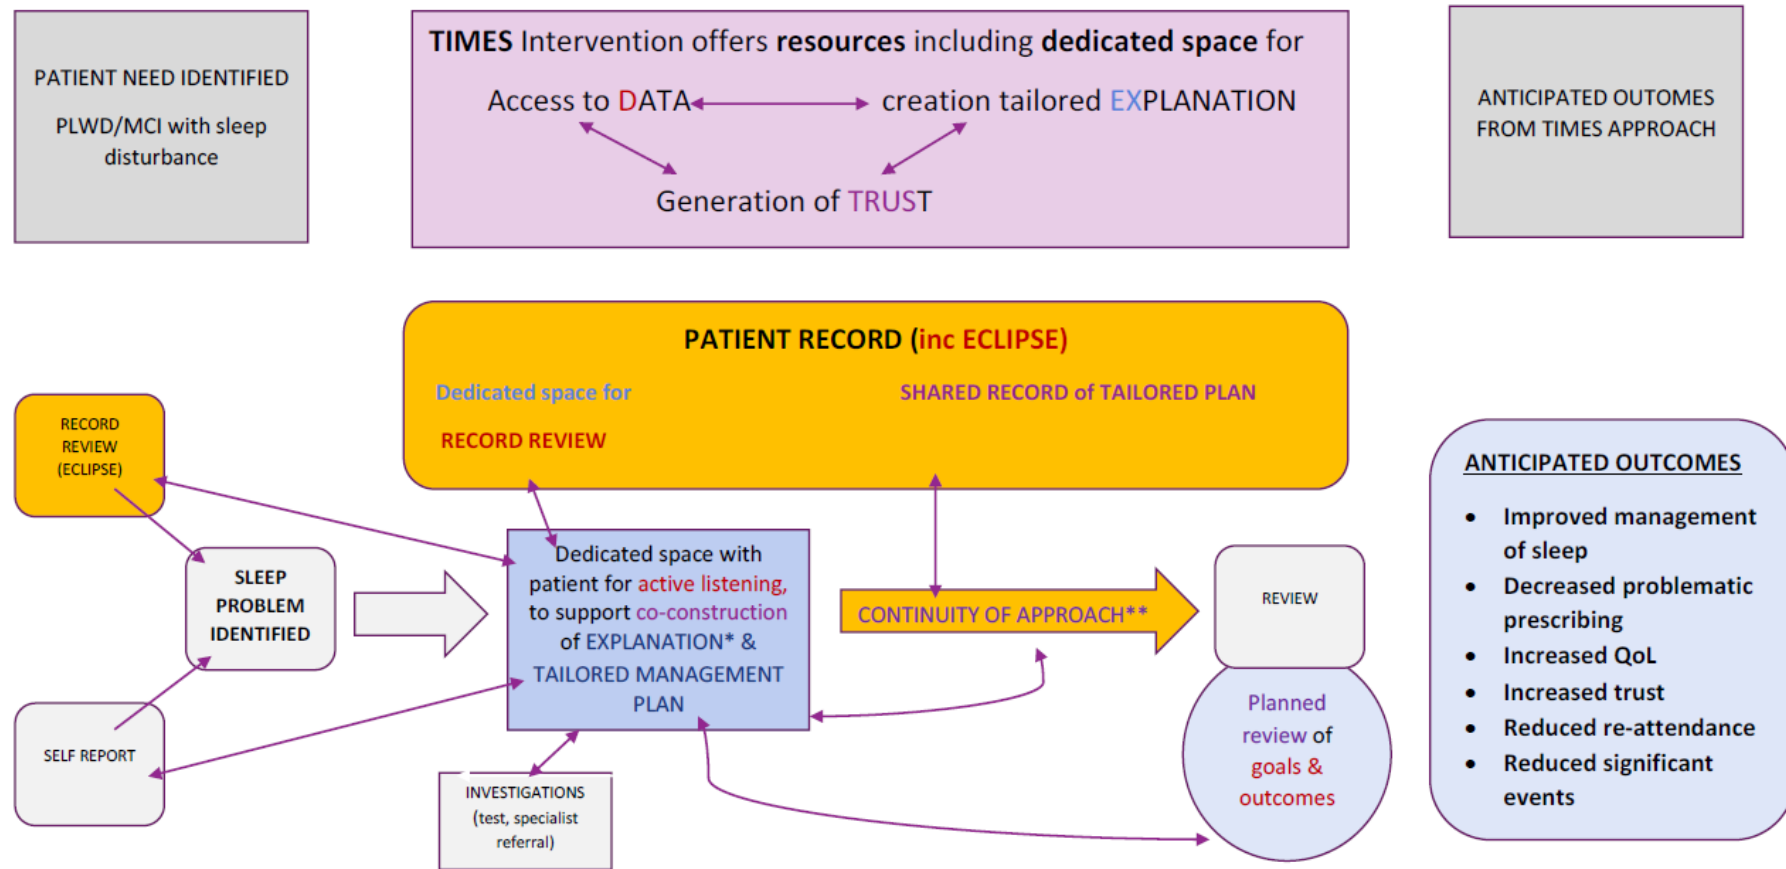 PATIENT NEED IDENTIFIED
PLWD/MCI with sleep
disturbance
TIMES Intervention offers resources including dedicated space for
Access to DATA
creation tailored EXPLANATION
Generation of TRUST
ANTICIPATED OUTOMES
FROM TIMES APPROACH
PATIENT RECORD (inc ECLIPSE)
Dedicated space for
SHARED RECORD of TAILORED PLAN
RECORD REVIEW
RECORD
REVIEW
(ECLIPSE)
SLEEP
PROBLEM
IDENTIFIED
SELF REPORT
Dedicated space with
patient for active listening,
to support co-construction
of EXPLANATION* &
TAILORED MANAGEMENT
PLAN
INVESTIGATIONS
(test, specialist
referral)
CONTINUITY OF APPROACH**
REVIEW
Planned
review of
goals &
outcomes
ANTICIPATED OUTCOMES
• Improved management
of sleep
• Decreased problematic
prescribing
• Increased QoL
• Increased trust
• Reduced re-attendance
• Reduced significant
events